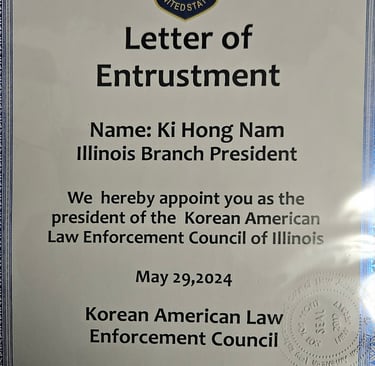 Letter of
Entrustment
Name: Ki Hong Nam
Illinois Branch President
We hereby appoint you as the
president of the Korean American
Law Enforcement Council of Illinois
May 29,2024
Korean American Law
Enforcement Council